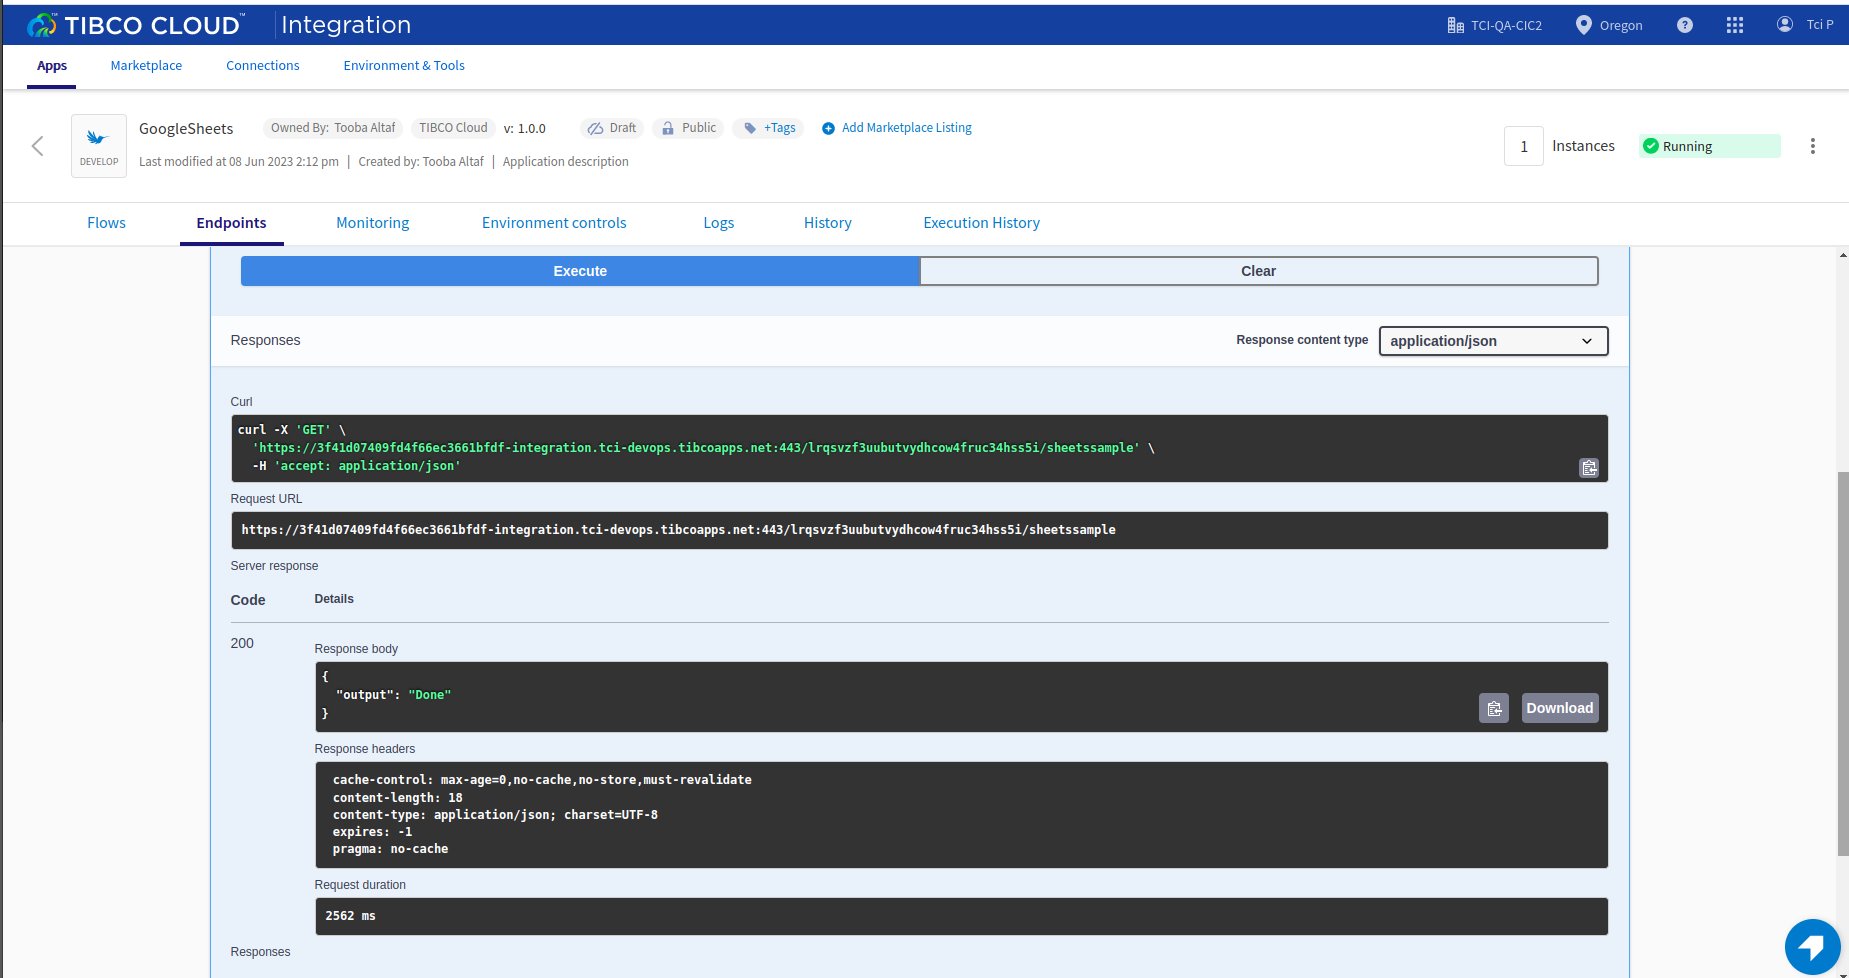 TIBCO CLOUD™ Integration TCI-QA-CIC2 Oregon ? Tci P
Apps Marketplace Connections Environment & Tools
GoogleSheets Owned By: Tooba Altaf TIBCO Cloud v: 1.0.0 Draft Public +Tags Add Marketplace Listing
DEVELOP
Last modified at 08 Jun 2023 2:12 pm | Created by: Tooba Altaf | Application description
1 Instances Running
Flows Endpoints Monitoring Environment controls Logs History Execution History
Execute Clear
Responses Response content type application/json
Curl
curl -X 'GET' \
'https://3f41d07409fd4f66ec3661bfdf-integration.tci-devops.tibcoapps.net:443/lrqsvzf3uubutvydhcow4fruc34hss5i/sheetssample' \
-H 'accept: application/json'
Request URL
https://3f41d07409fd4f66ec3661bfdf-integration.tci-devops.tibcoapps.net:443/lrqsvzf3uubutvydhcow4fruc34hss5i/sheetssample
Server response
Code Details
200
Response body
{
"output": "Done"
}
Download
Response headers
cache-control: max-age=0,no-cache,no-store,must-revalidate
content-length: 18
content-type: application/json; charset=UTF-8
expires: -1
pragma: no-cache
Request duration
2562 ms
Responses